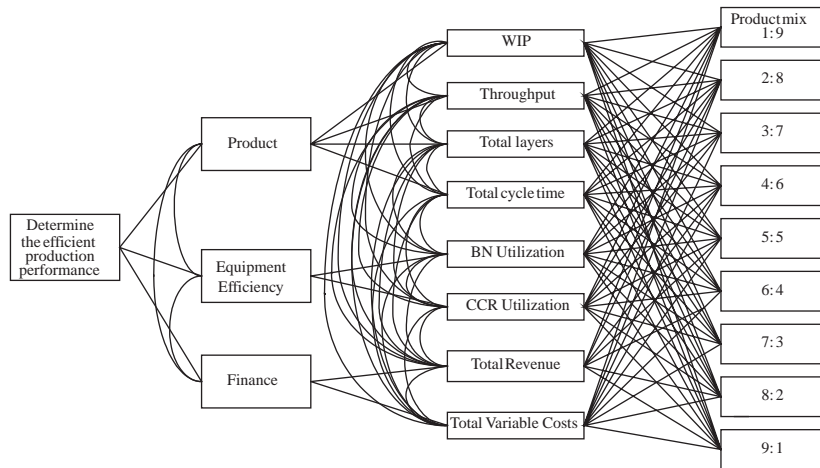 Determine
the efficient
production
performance
Product
Equipment
Efficiency
Finance
WIP
Throughput
Total layers
Total cycle time
BN Utilization
CCR Utilization
Total Revenue
Total Variable Costs
Product mix
1: 9
2: 8
3: 7
4: 6
5: 5
6: 4
7: 3
8: 2
9: 1